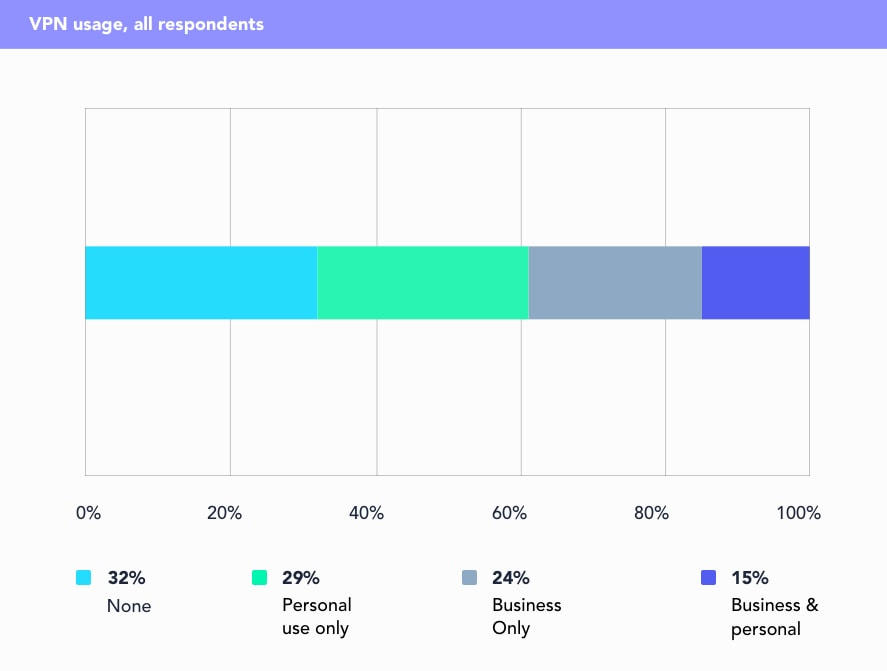 VPN usage, all respondents
0% 20% 40% 60% 80% 100%
32% 29% 24% 15%
None Personal Business Business &
use only Only personal